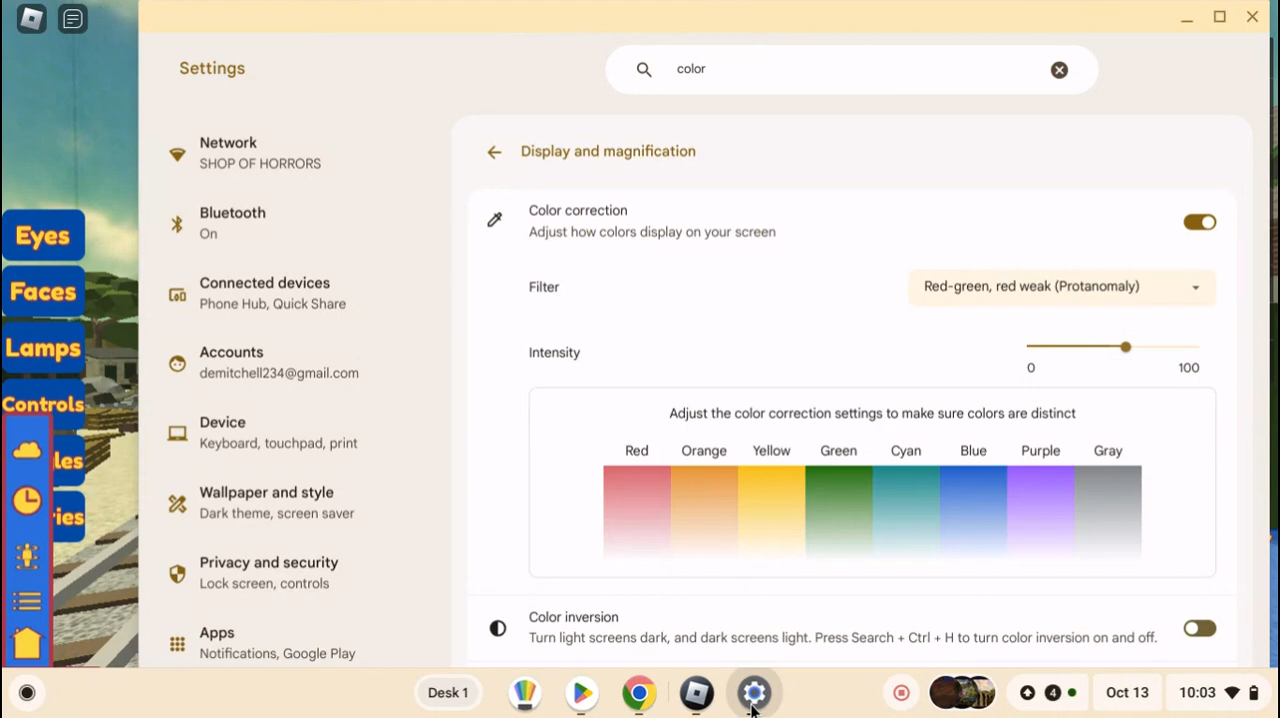 Settings
color
Network
SHOP OF HORRORS
Bluetooth
On
Connected devices
Phone Hub, Quick Share
Accounts
demitchell234@gmail.com
Device
Keyboard, touchpad, print
Wallpaper and style
Dark theme, screen saver
Privacy and security
Lock screen, controls
Apps
Notifications, Google Play
Display and magnification
Color correction
Adjust how colors display on your screen
Filter
Red-green, red weak (Protanomaly)
Intensity
0 100
Adjust the color correction settings to make sure colors are distinct
Red Orange Yellow Green Cyan Blue Purple Gray
Color inversion
Turn light screens dark, and dark screens light. Press Search + Ctrl + H to turn color inversion on and off.
Eyes
Faces
Lamps
Controls
les
ies
Desk 1
4
Oct 13
10:03